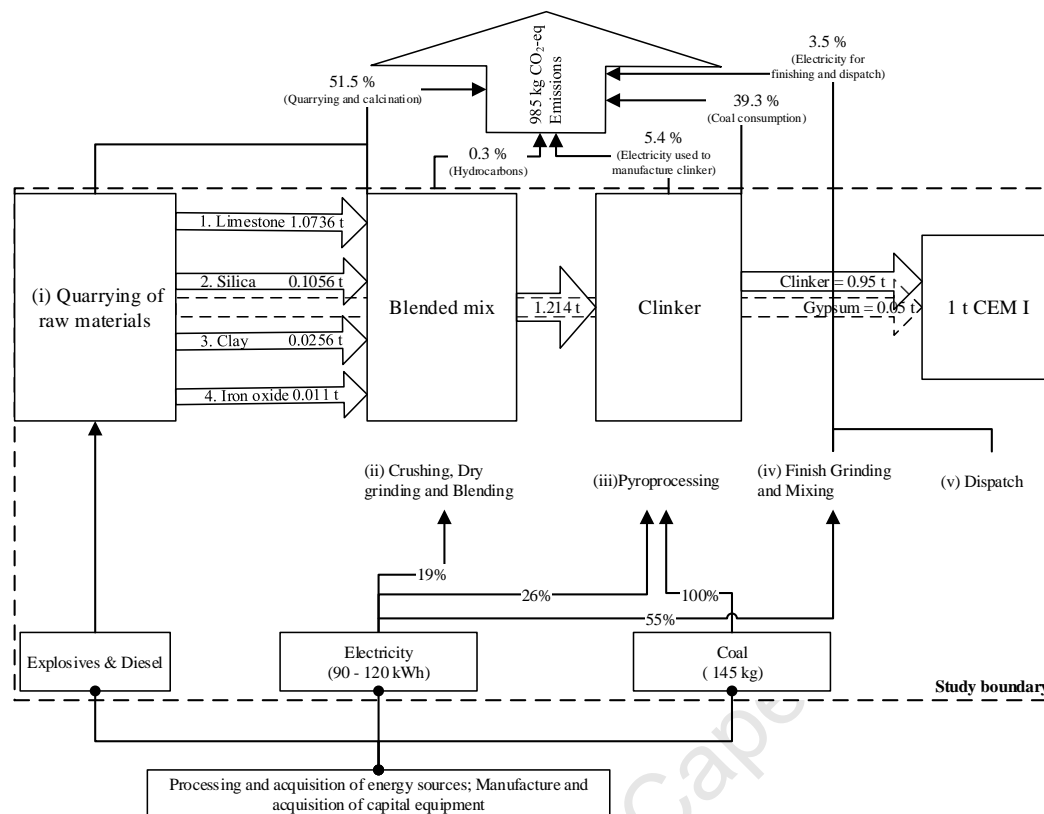 985 kg CO2-eq
Emissions
3.5 %
(Electricity for
finishing and dispatch)
51.5 %
(Quarrying and calcination)
39.3 %
(Coal consumption)
0.3 %
(Hydrocarbons)
5.4 %
(Electricity used to
manufacture clinker)
(i) Quarrying of
raw materials
1. Limestone 1.0736 t
2. Silica 0.1056 t
3. Clay 0.0256 t
4. Iron oxide 0.011 t
Blended mix
1.214 t
Clinker
Clinker = 0.95 t
Gypsum = 0.05 t
1 t CEM I
(ii) Crushing, Dry
grinding and Blending
(iii)Pyroprocessing
(iv) Finish Grinding
and Mixing
(v) Dispatch
19%
26%
100%
55%
Explosives & Diesel
Electricity
(90 - 120 kWh)
Coal
( 145 kg)
Study boundary
Processing and acquisition of energy sources; Manufacture and
acquisition of capital equipment
Cape